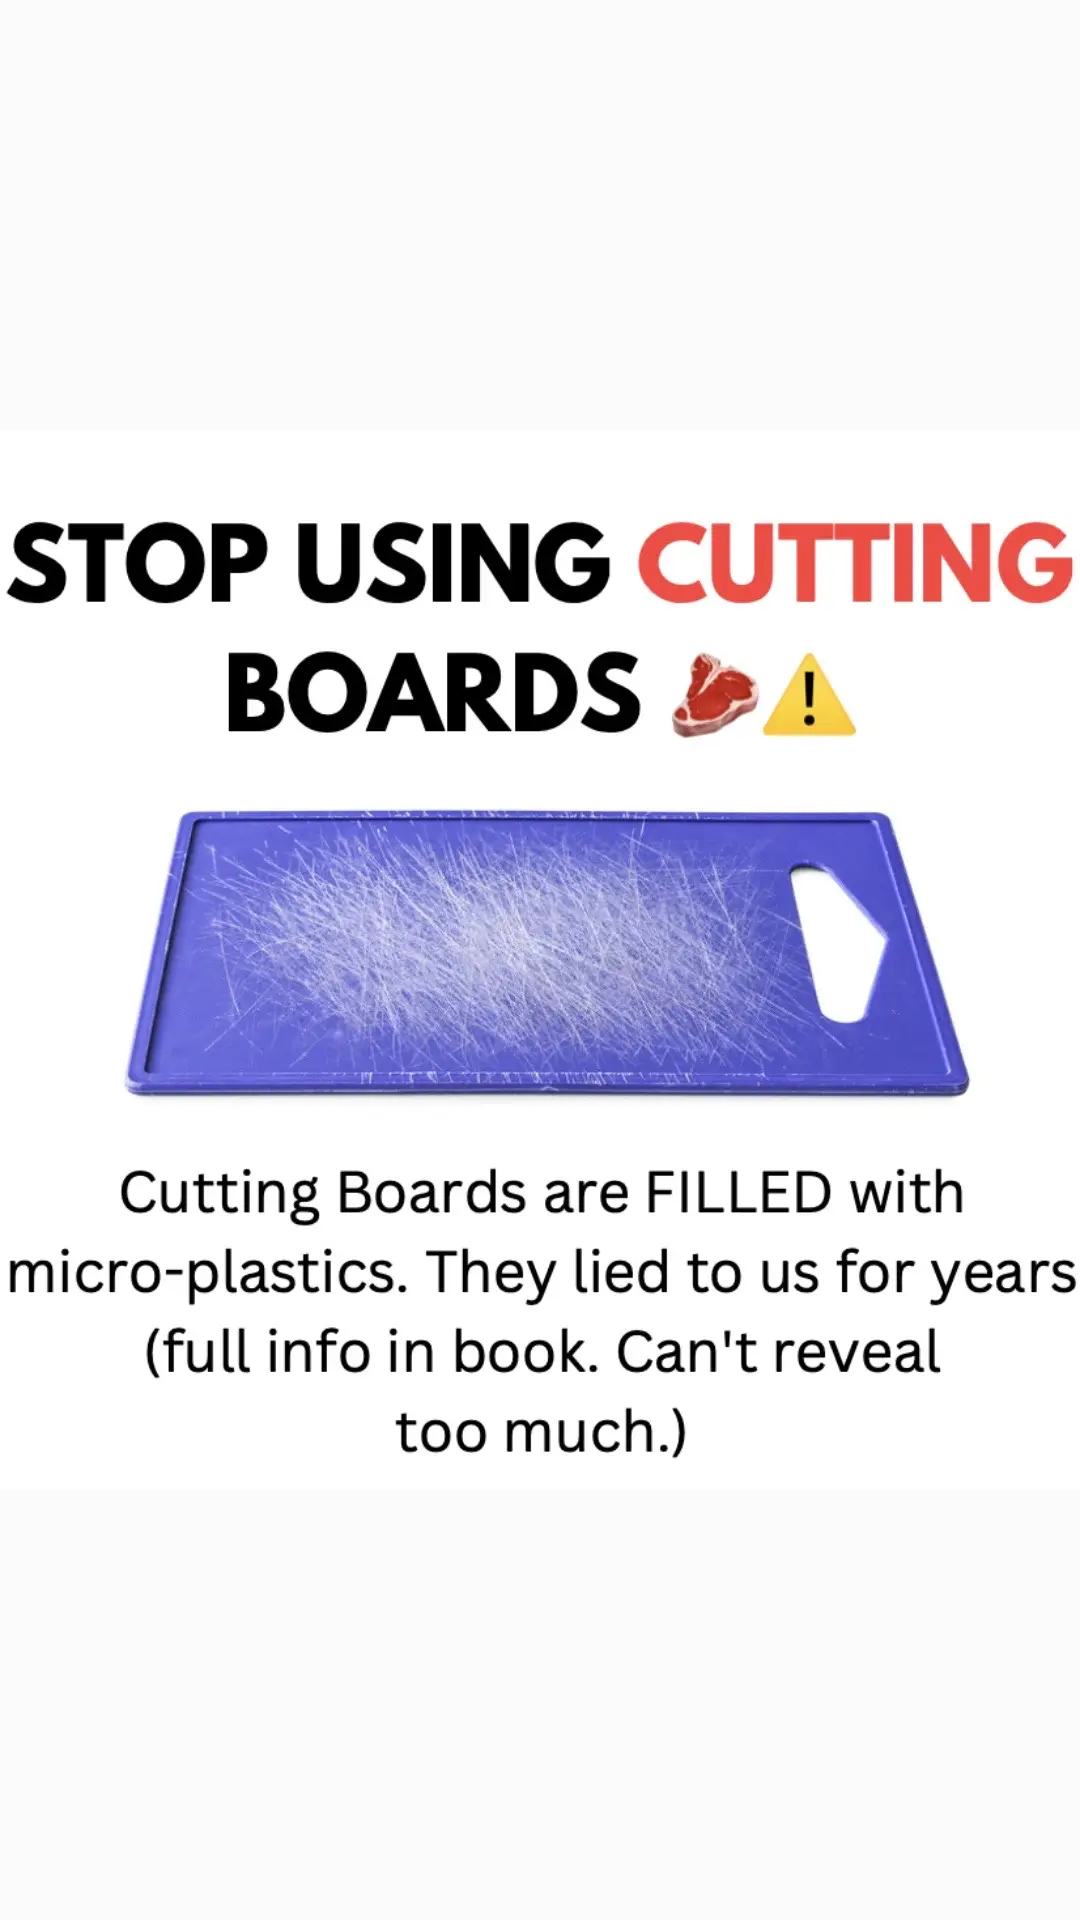 STOP USING CUTTING
BOARDS 🥩⚠️
Cutting Boards are FILLED with
micro-plastics. They lied to us for years
(full info in book. Can't reveal
too much.)